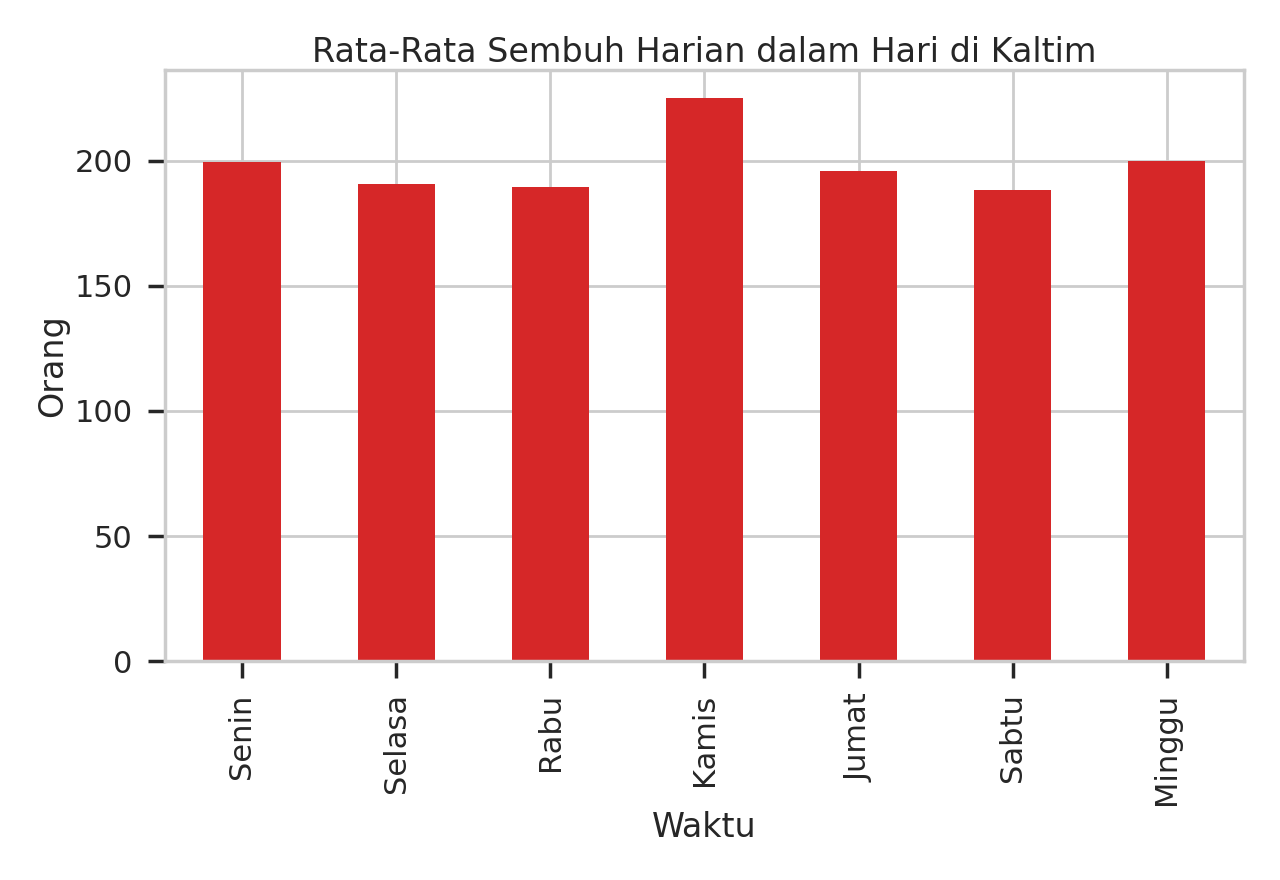 Rata-Rata Sembuh Harian dalam Hari di Kaltim
Orang
200
150
100
50
0
Senin
Selasa
Rabu
Kamis
Jumat
Sabtu
Minggu
Waktu